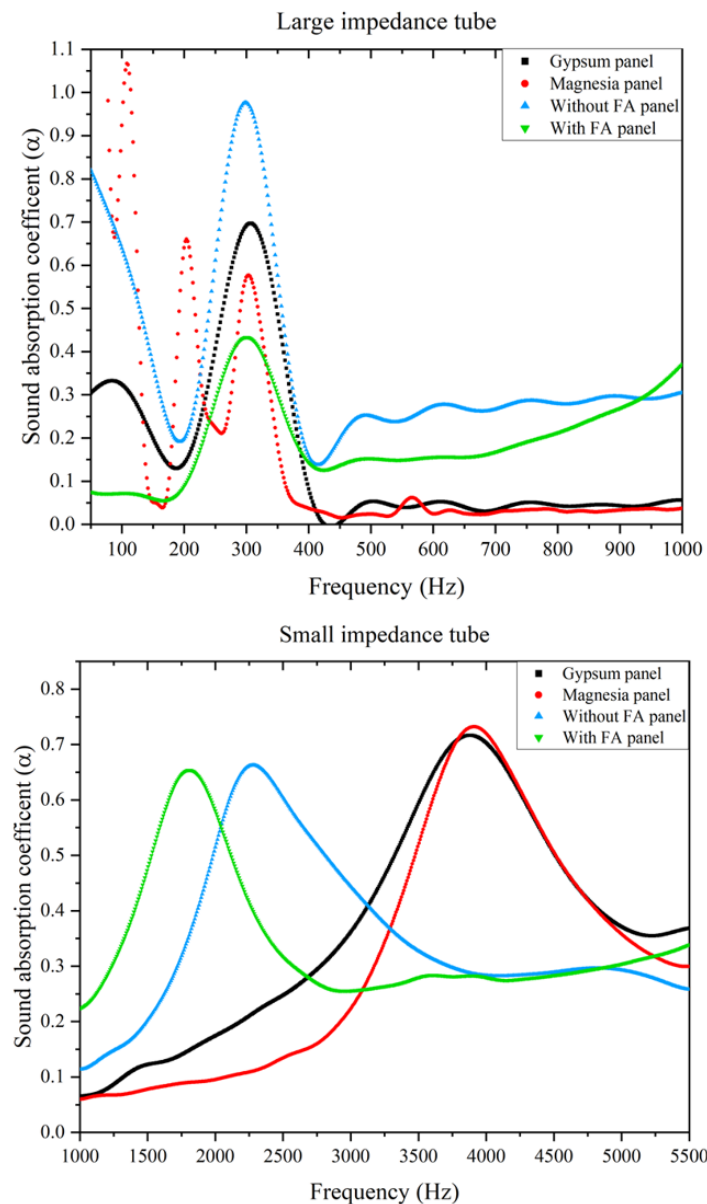 Large impedance tube
1.1
1.0
0.9
0.8
0.7
0.6
0.5
0.4
0.3
0.2
0.1
0.0
Sound absorption coefficent (α)
Gypsum panel
Magnesia panel
Without FA panel
With FA panel
100 200 300 400 500 600 700 800 900 1000
Frequency (Hz)
Small impedance tube
0.8
0.7
0.6
0.5
0.4
0.3
0.2
0.1
0.0
Sound absorption coefficent (α)
Gypsum panel
Magnesia panel
Without FA panel
With FA panel
1000 1500 2000 2500 3000 3500 4000 4500 5000 5500
Frequency (Hz)